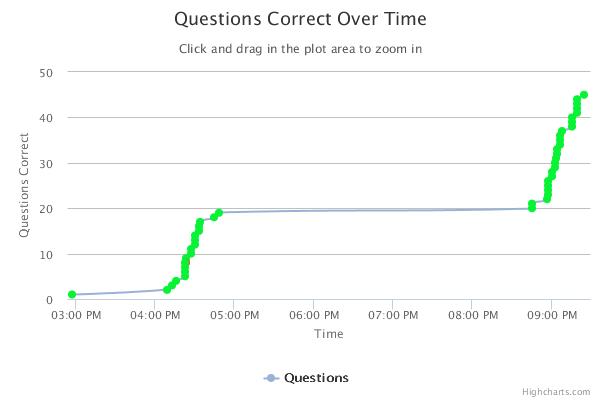 Questions Correct Over Time
Click and drag in the plot area to zoom in
Questions Correct
50
40
30
20
10
0
03:00 PM 04:00 PM 05:00 PM 06:00 PM 07:00 PM 08:00 PM 09:00 PM
Time
Questions
Highcharts.com